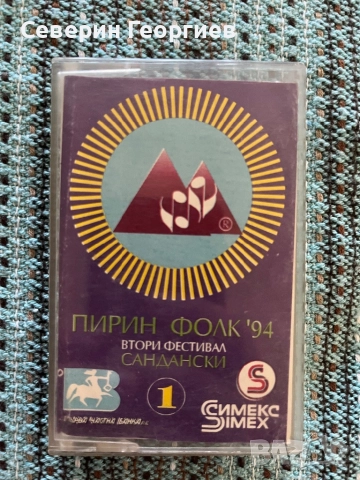 Северин Георгиев
®
ПИРИН ФОЛК '94
ВТОРИ ФЕСТИВАЛ
САНДАНСКИ
1
S
СИМЕКС
SIMEX